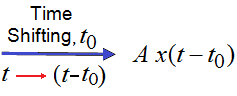 Time
Shifting, t₀
t → (t-t₀)
A x(t – t₀)